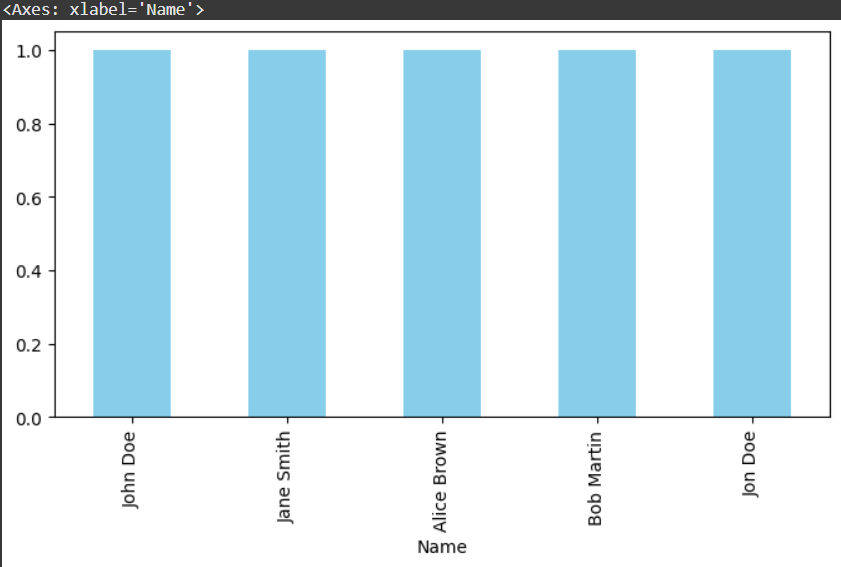 <Axes: xlabel='Name'>
1.0
0.8
0.6
0.4
0.2
0.0
John Doe
Jane Smith
Alice Brown
Bob Martin
Jon Doe
Name